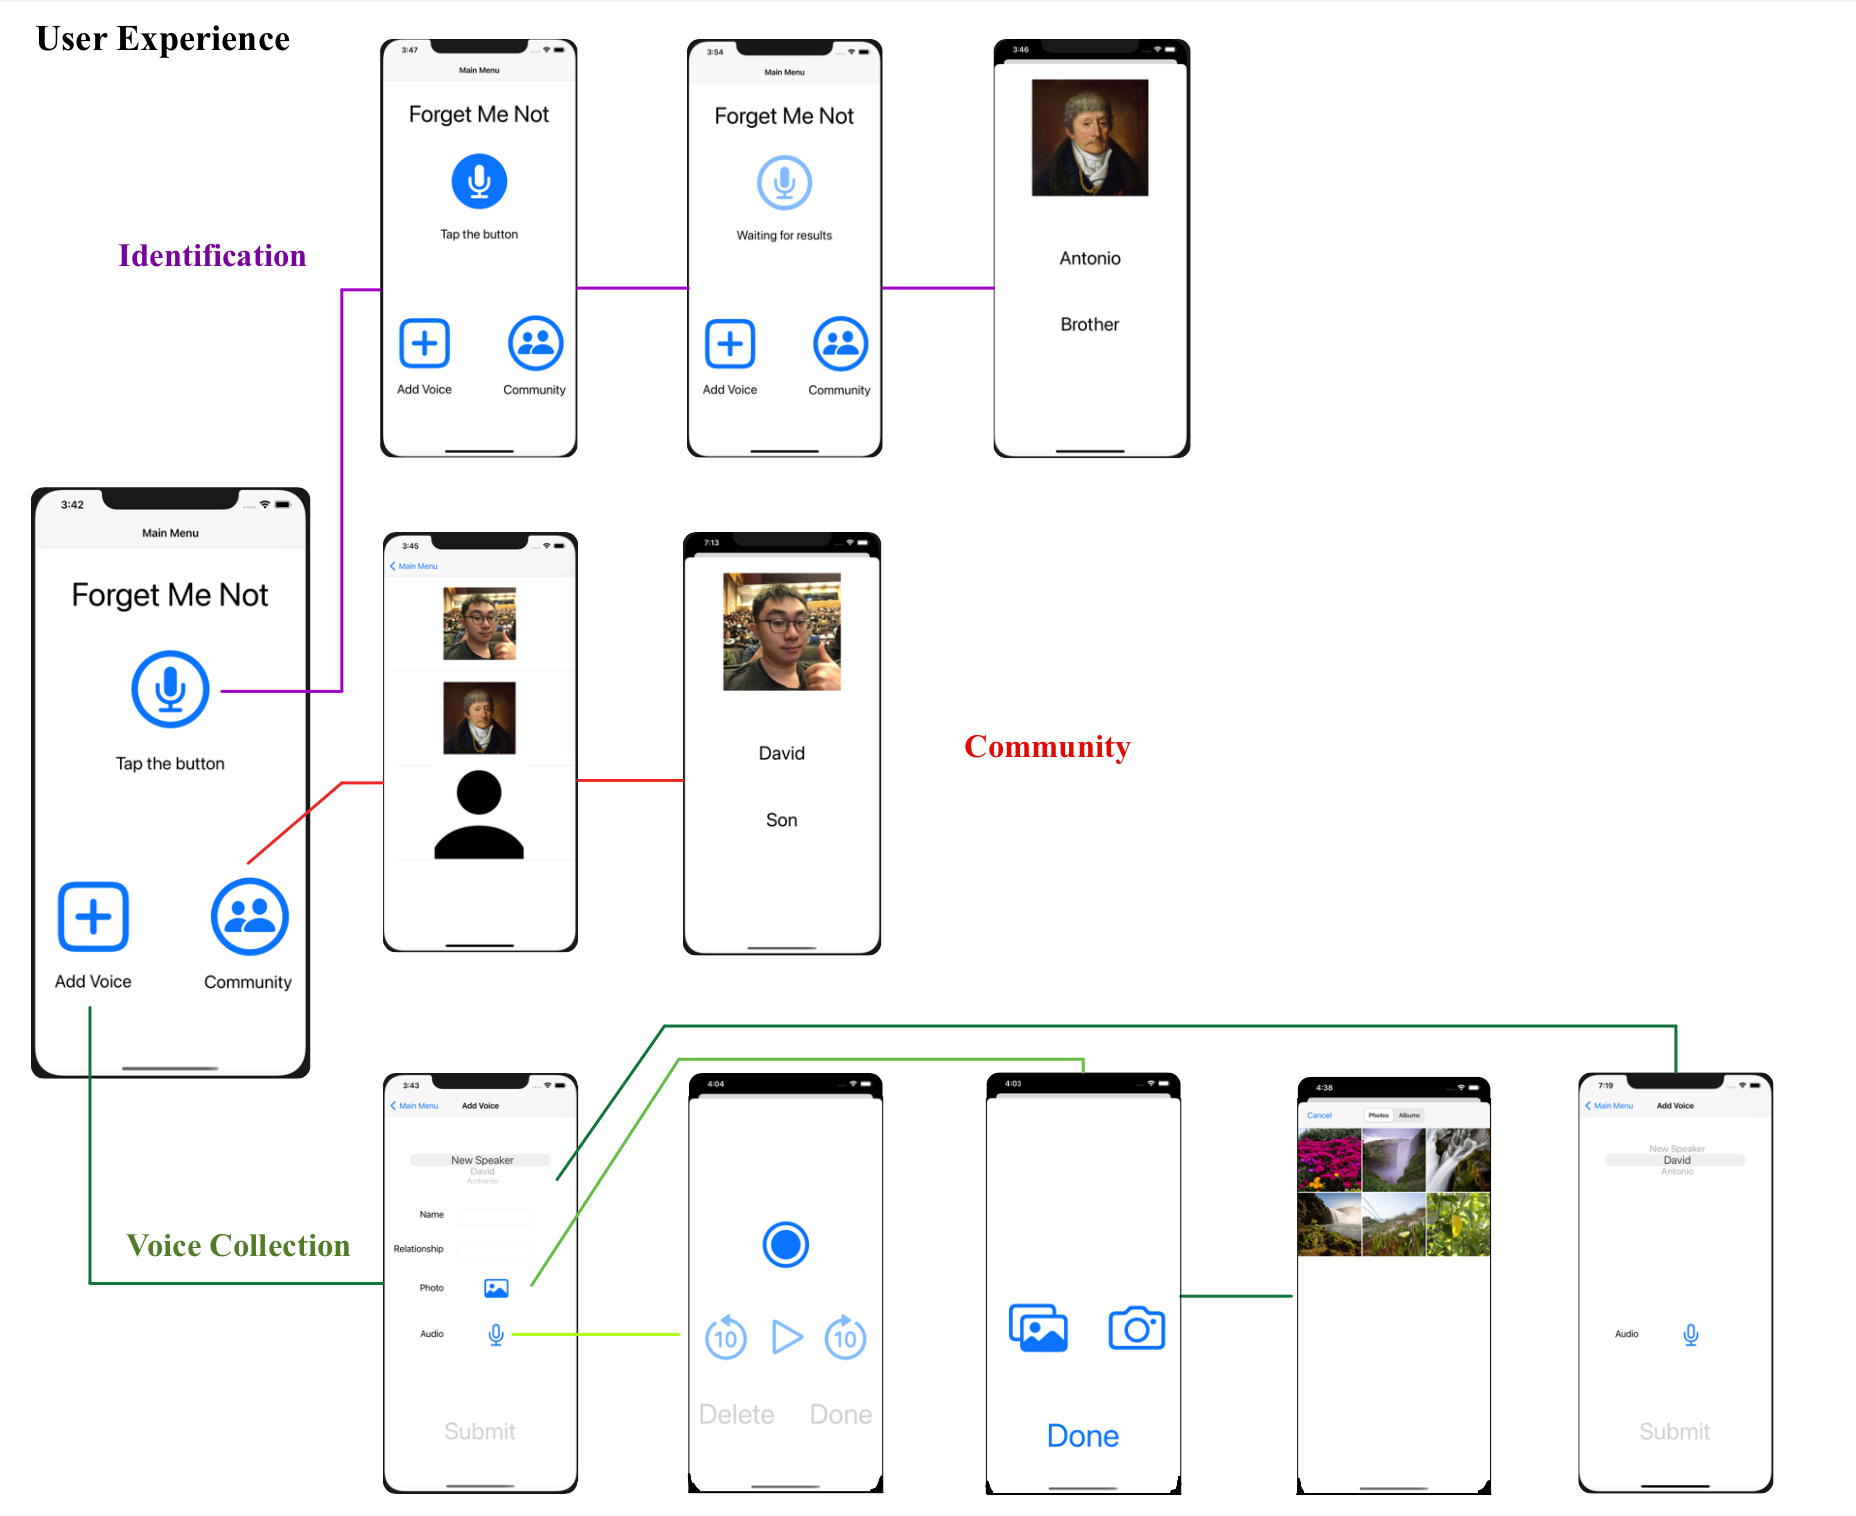 User Experience
3:47
Main Menu
Forget Me Not
Tap the button
Add Voice
Community
3:54
Main Menu
Forget Me Not
Waiting for results
Add Voice
Community
3:46
Antonio
Brother
Identification
3:42
Main Menu
Forget Me Not
Tap the button
Add Voice
Community
3:45
Main Menu
7:13
David
Son
Community
Voice Collection
3:43
Main Menu
Add Voice
New Speaker
David
Antonio
Name
Relationship
Photo
Audio
Submit
4:04
10
10
Delete
Done
4:03
Done
4:38
Cancel
Photos
Albums
7:19
Main Menu
Add Voice
New Speaker
David
Antonio
Audio
Submit